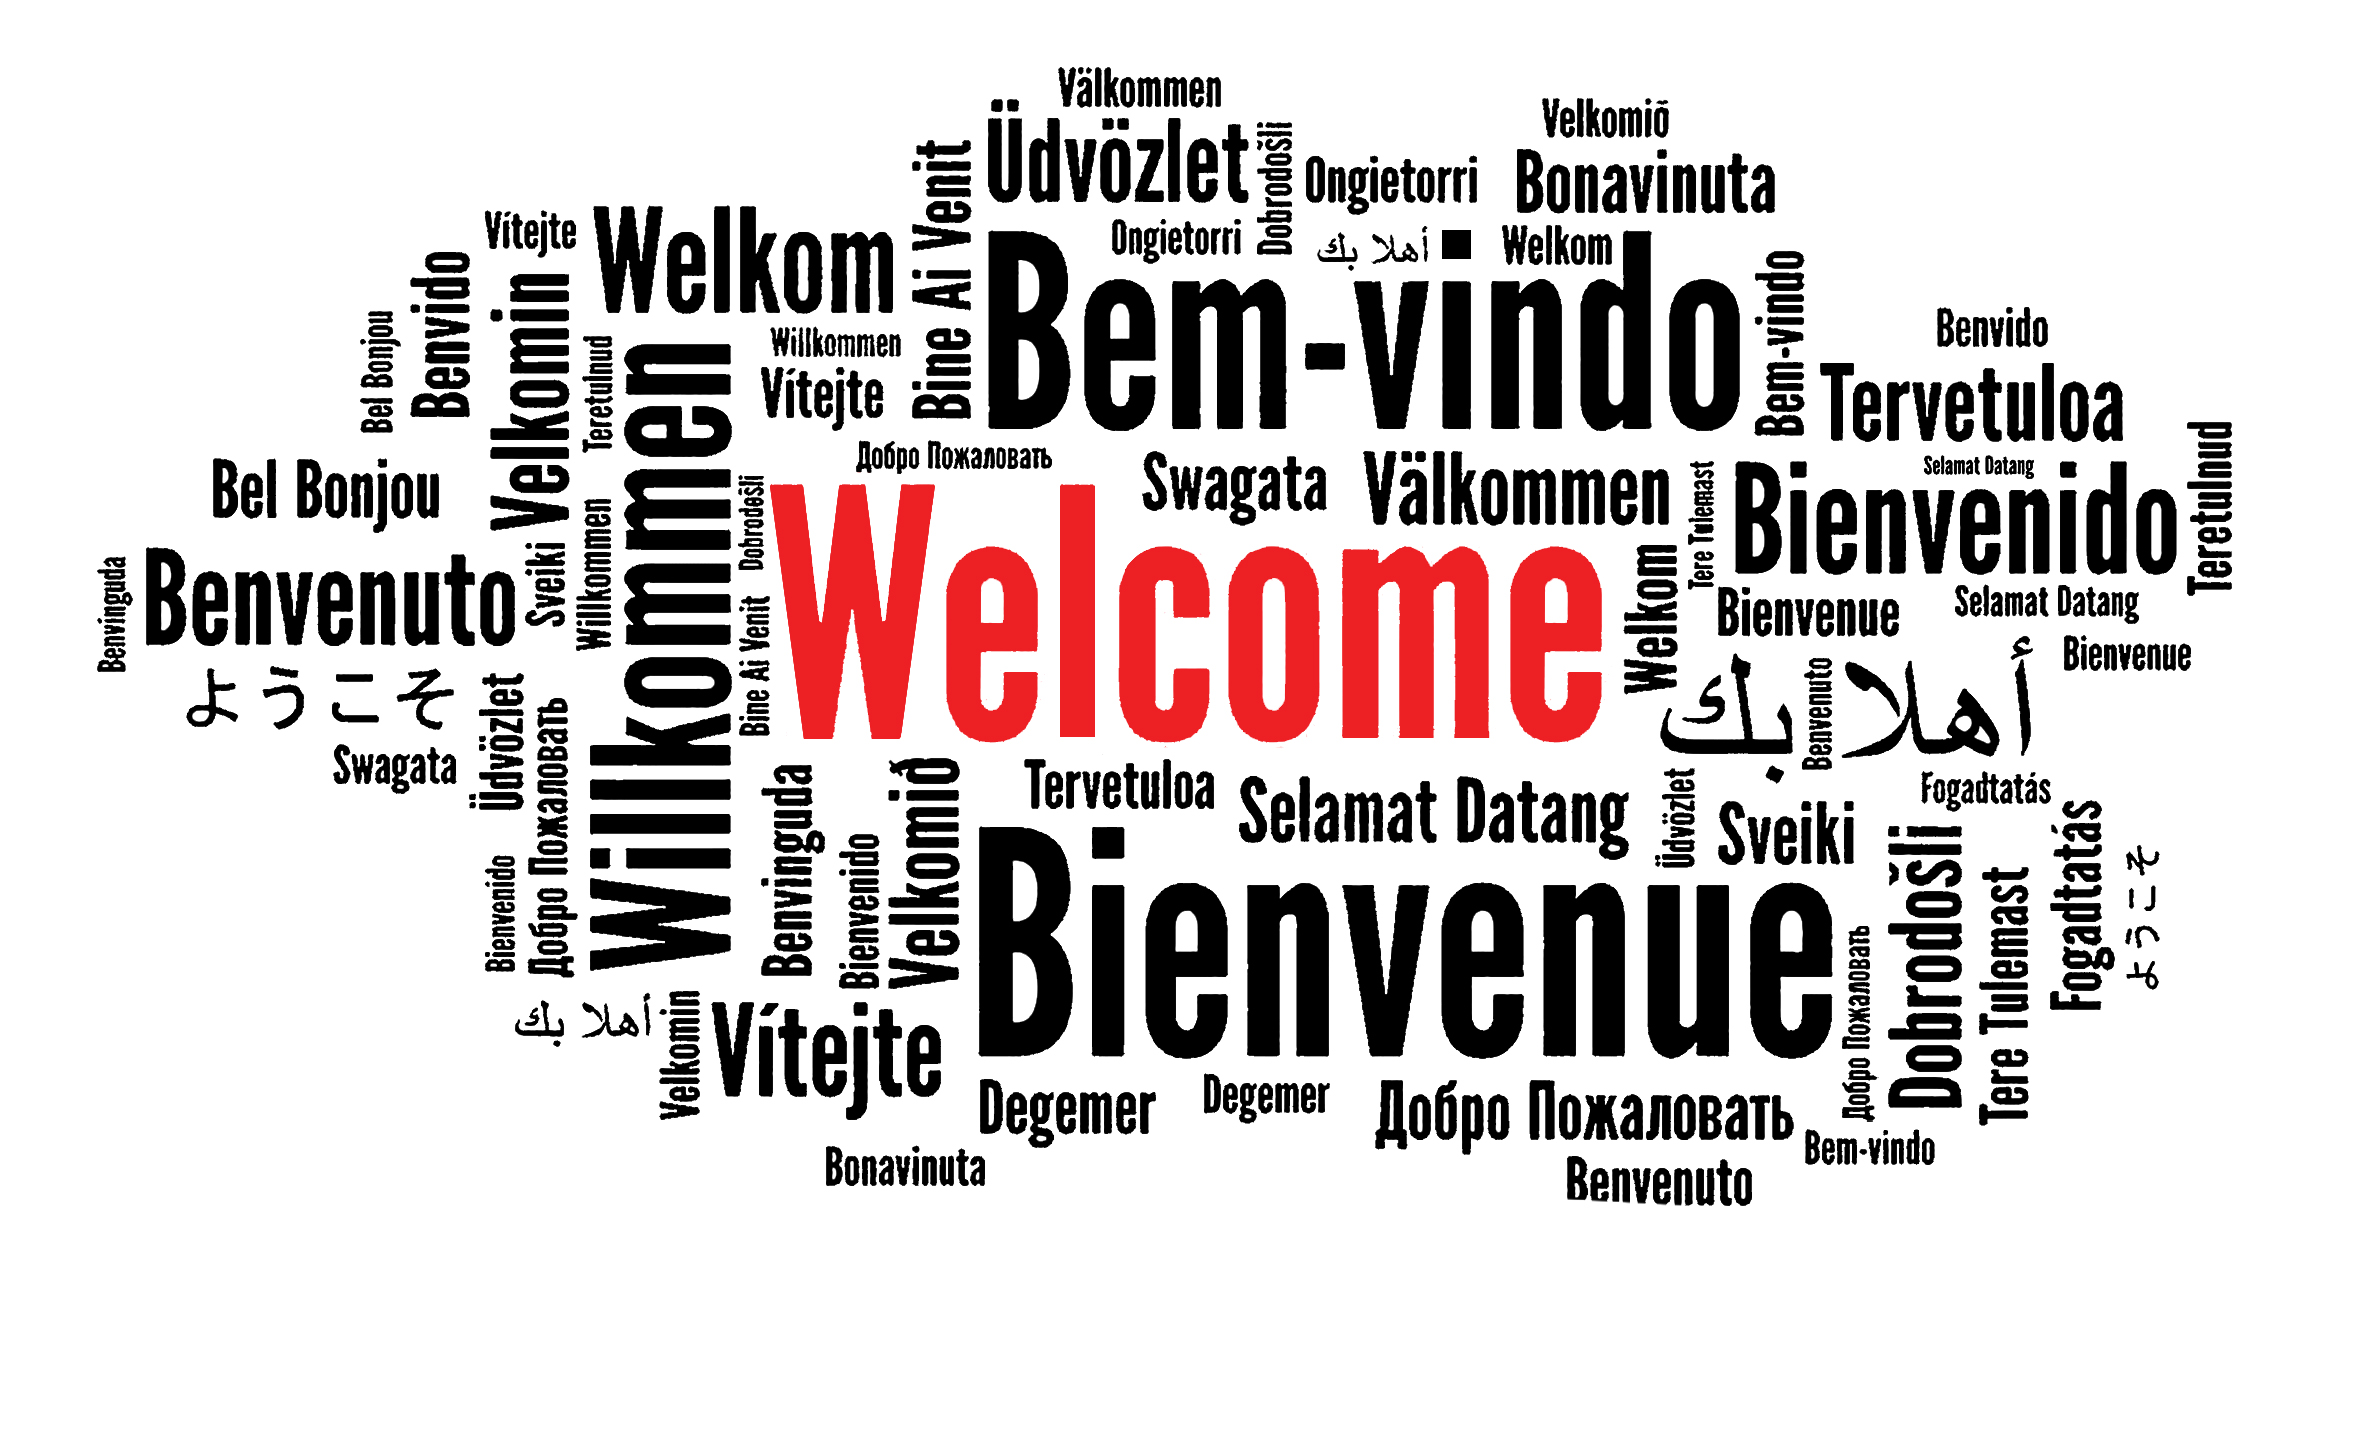 Välkommen
Velkomið
Üdvözlet
Dobrodošli
Ongietorri
Bonavinuta
Bine Ai Venit
Vítejte
Welkom
Ongietorri
أهلا بك
Welkom
Bem-vindo
Benvido
Velkomin
Bem-vindo
Bel Bonjou
Teretulnud
Willkommen
Vítejte
Benvido
Tervetuloa
Teretulnud
Добро Пожаловать
Swagata
Välkommen
Tere Tulemast
Selamat Datang
Bienvenido
Bel Bonjou
Willkommen
Willkommen
Dobrodošli
Welcome
Benvinguda
Benvenuto
Sveiki
Bine Ai Venit
Welkom
Bienvenue
Selamat Datang
Bienvenue
ようこそ
Üdvözlet
Добро Пожаловать
أهلا بك
Benvenuto
Swagata
Benvinguda
Velkomið
Tervetuloa
Selamat Datang
Üdvözlet
Sveiki
Fogadtatás
Bienvenido
Bienvenido
Bienvenue
Dobrodošli
Tere Tulemast
Fogadtatás
ようこそ
أهلا بك
Velkomin
Vítejte
Добро Пожаловать
Degemer
Degemer
Добро Пожаловать
Bem-vindo
Bonavinuta
Benvenuto